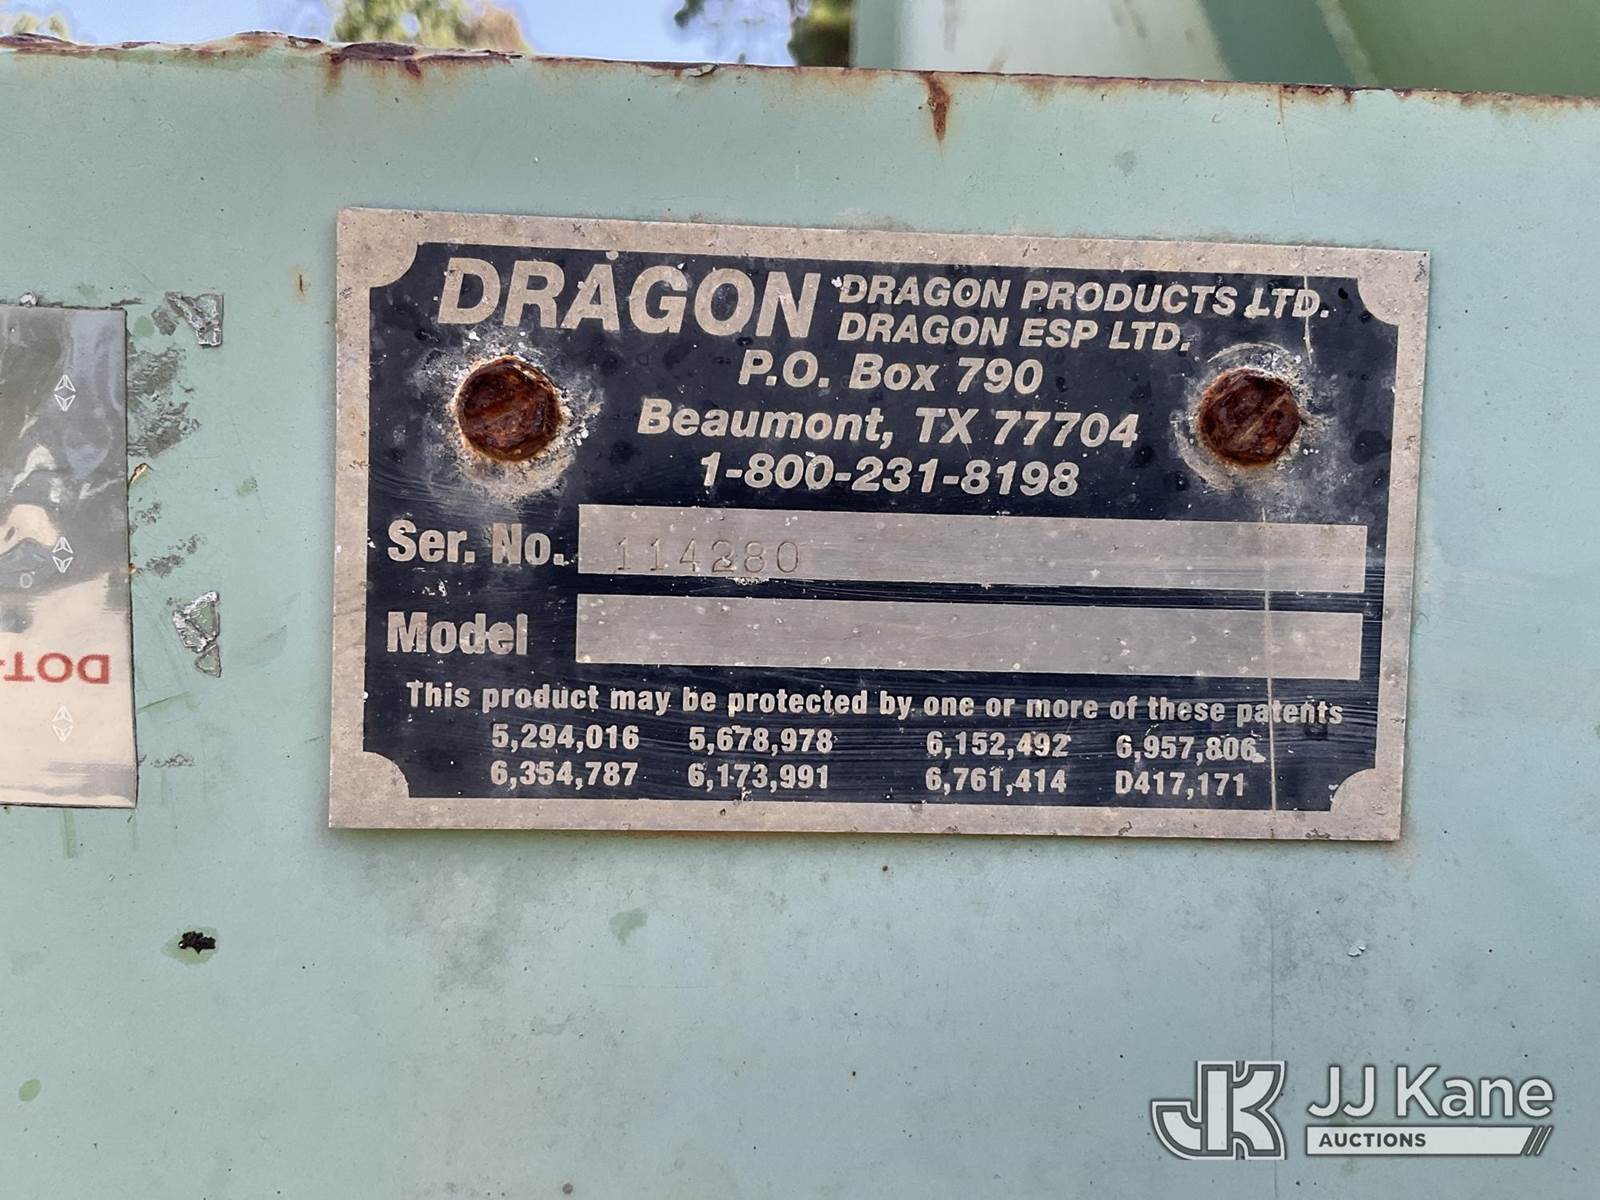 DRAGON DRAGON PRODUCTS LTD.
DRAGON ESP LTD.
P.O. Box 790
Beaumont, TX 77704
1-800-231-8198
Ser. No. 114280
Model
This product may be protected by one or more of these patents
5,294,016 5,678,978 6,152,492 6,957,806
6,354,787 6,173,991 6,761,414 D417,171
DOT-
JJ Kane
AUCTIONS